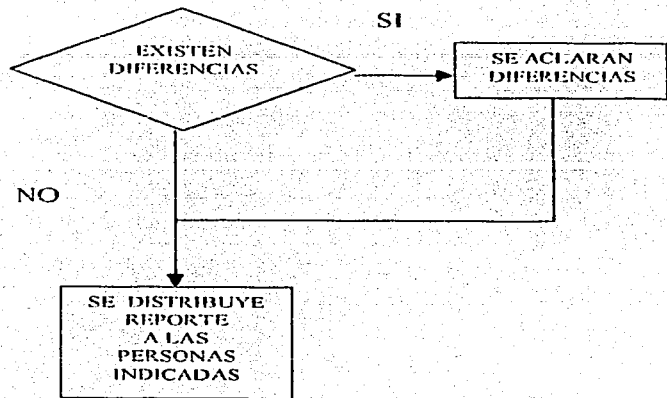 SI
EXISTEN
DIFERENCIAS
SE ACLARAN
DIFERENCIAS
NO
SE DISTRIBUYE
REPORTE
A LAS
PERSONAS
INDICADAS